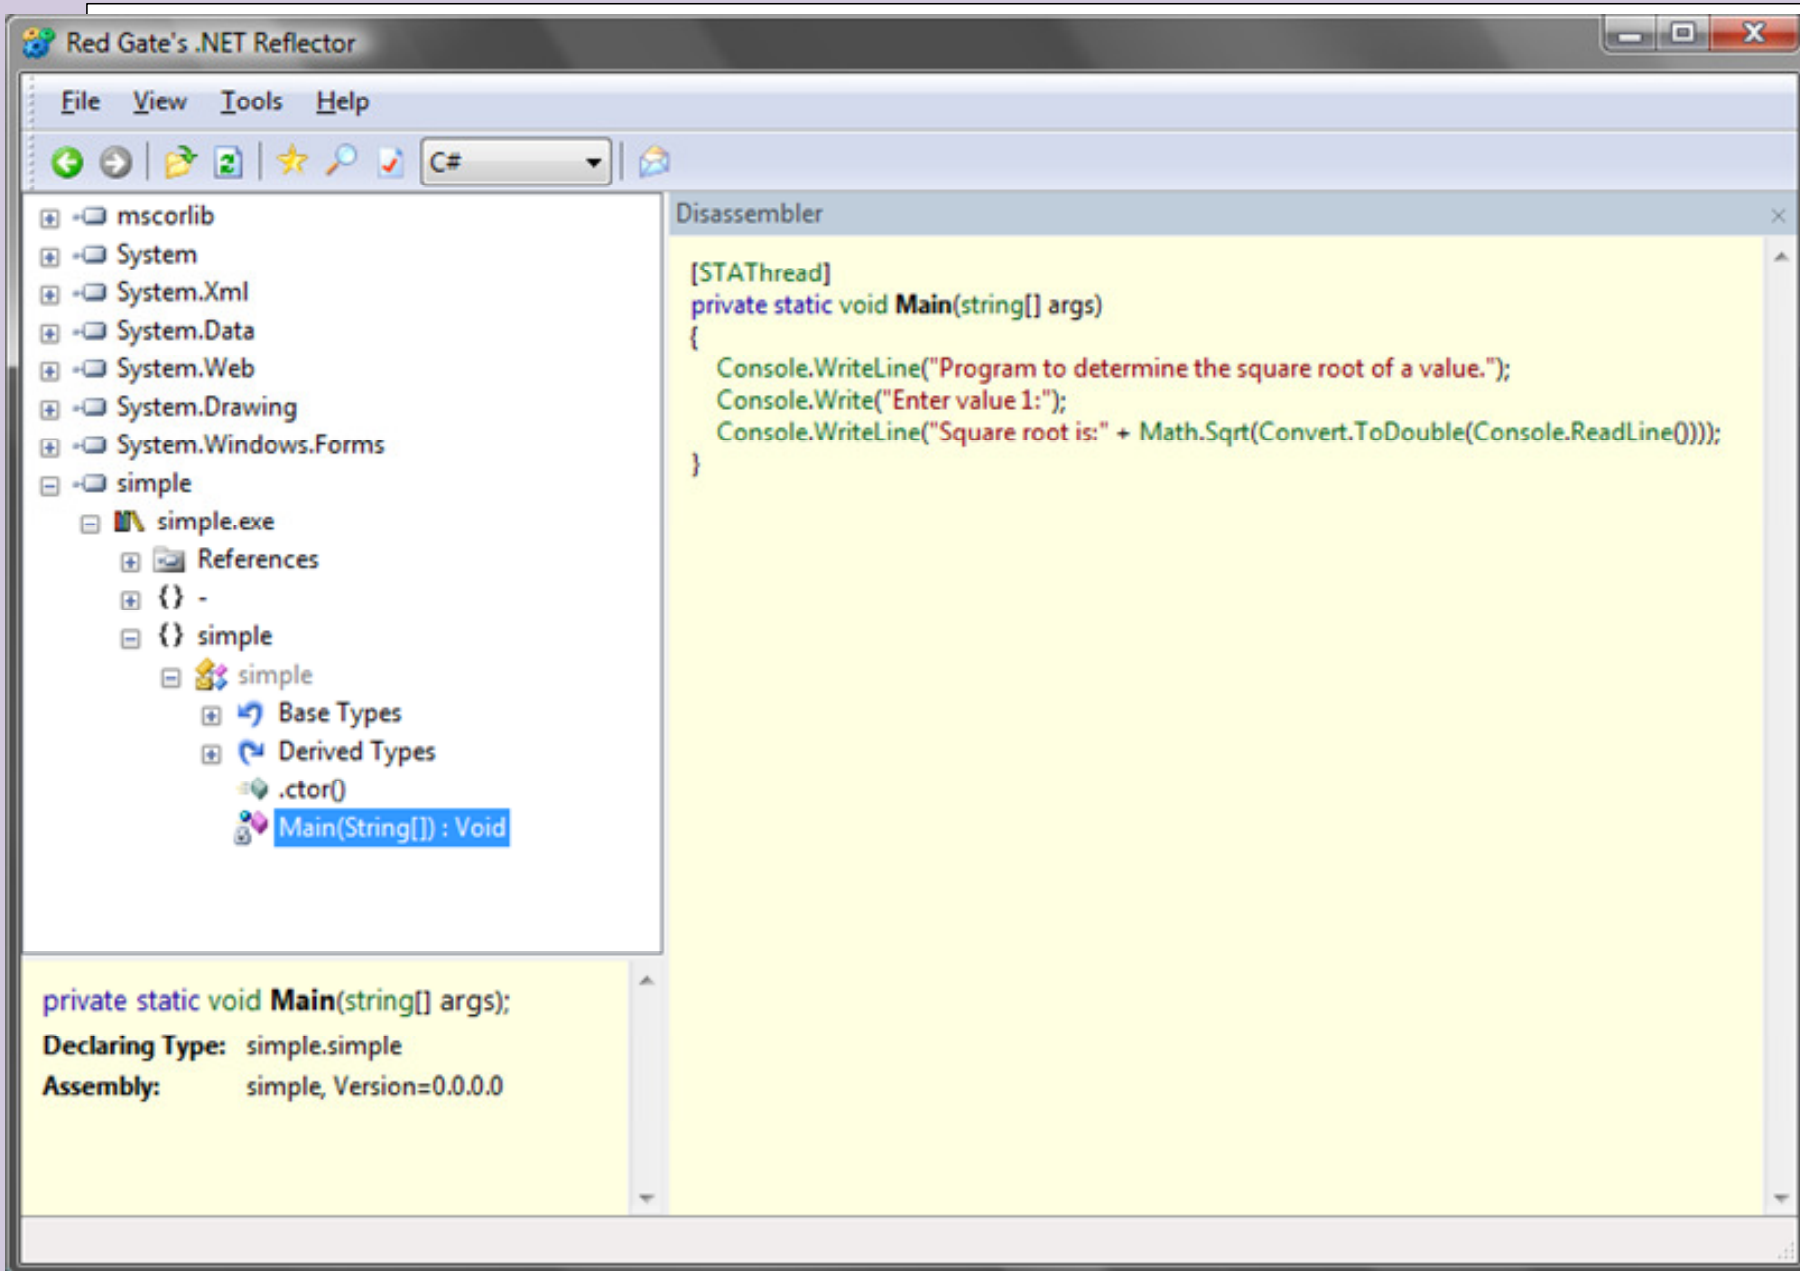 Red Gate's .NET Reflector
File View Tools Help
C#
mscorlib
System
System.Xml
System.Data
System.Web
System.Drawing
System.Windows.Forms
simple
simple.exe
References
{} -
{} simple
simple
Base Types
Derived Types
.ctor()
Main(String[]) : Void
private static void Main(string[] args);
Declaring Type: simple.simple
Assembly: simple, Version=0.0.0.0
Disassembler
[STAThread]
private static void Main(string[] args)
{
Console.WriteLine("Program to determine the square root of a value.");
Console.Write("Enter value 1:");
Console.WriteLine("Square root is:" + Math.Sqrt(Convert.ToDouble(Console.ReadLine())));
}